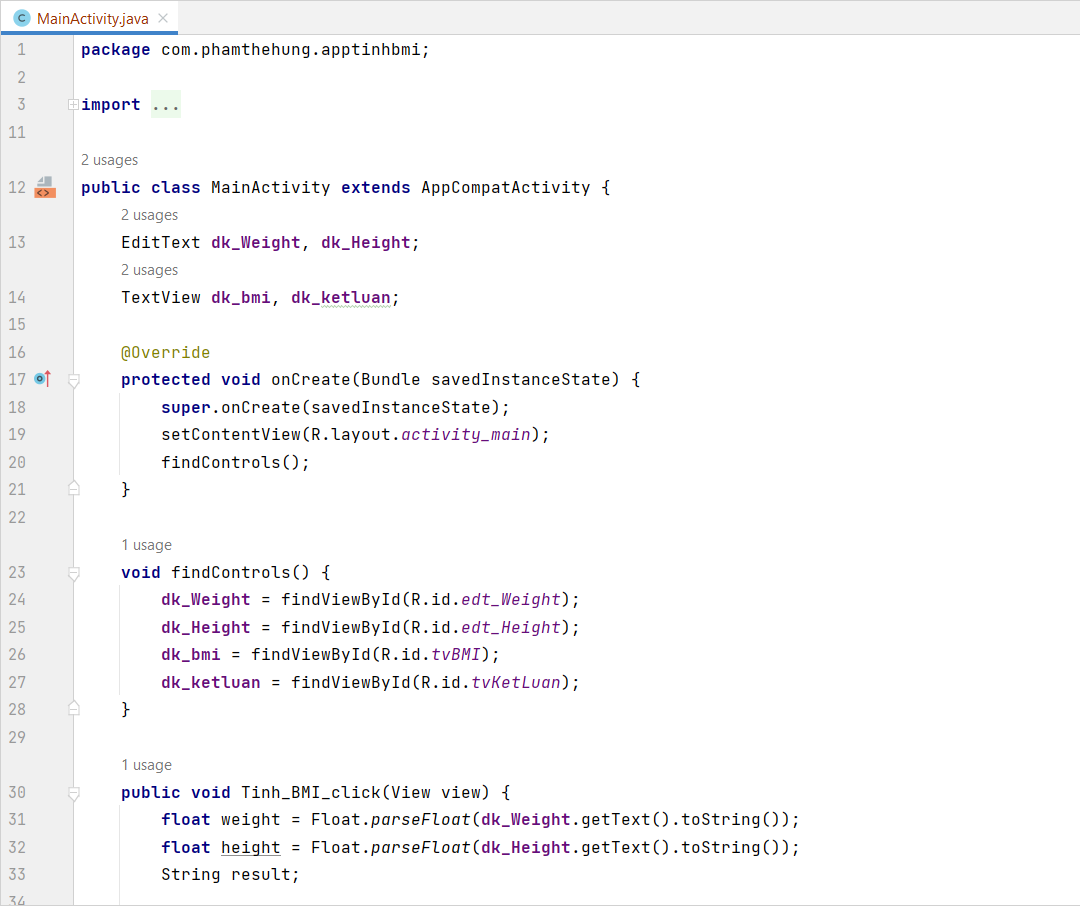 MainActivity.java
1 package com.phamthehung.apptinhbmi;
2
3 import ...
11
2 usages
12 public class MainActivity extends AppCompatActivity {
2 usages
13 EditText dk_Weight, dk_Height;
2 usages
14 TextView dk_bmi, dk_ketluan;
15
16 @Override
17 protected void onCreate(Bundle savedInstanceState) {
18 super.onCreate(savedInstanceState);
19 setContentView(R.layout.activity_main);
20 findControls();
21 }
22
1 usage
23 void findControls() {
24 dk_Weight = findViewById(R.id.edt_Weight);
25 dk_Height = findViewById(R.id.edt_Height);
26 dk_bmi = findViewById(R.id.tvBMI);
27 dk_ketluan = findViewById(R.id.tvKetLuan);
28 }
29
1 usage
30 public void Tinh_BMI_click(View view) {
31 float weight = Float.parseFloat(dk_Weight.getText().toString());
32 float height = Float.parseFloat(dk_Height.getText().toString());
33 String result;
34